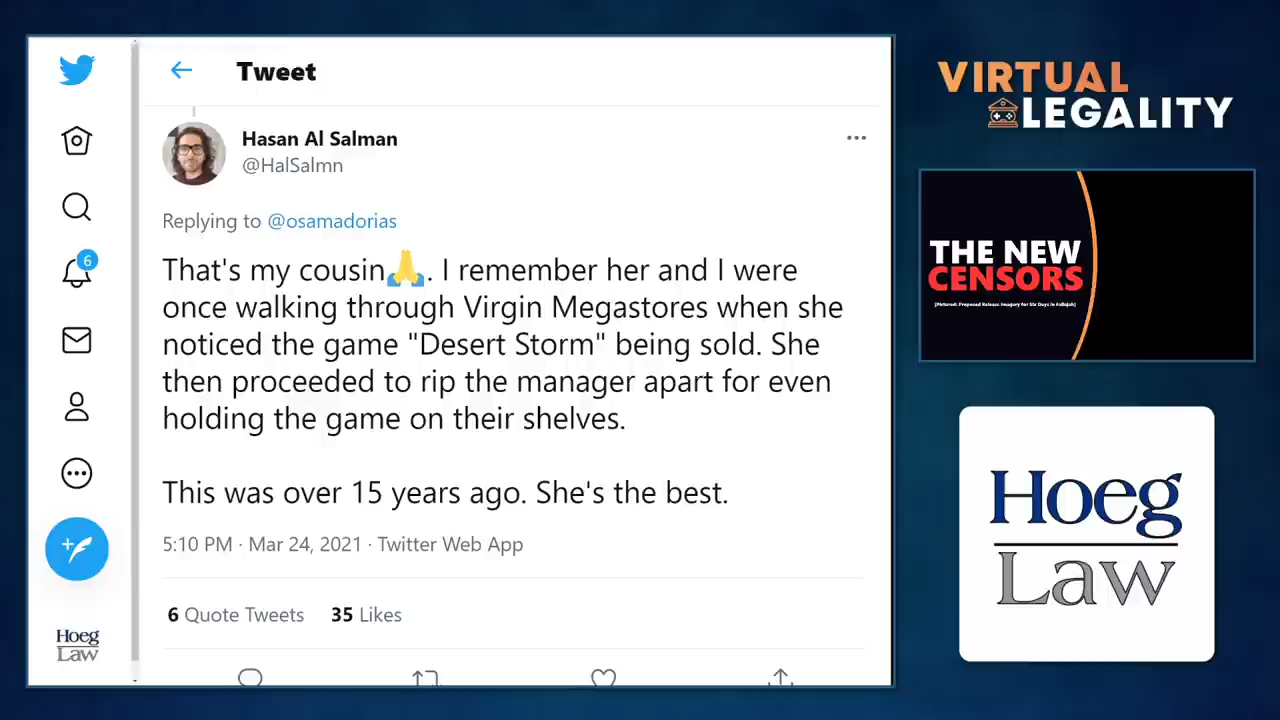 Tweet
Hasan Al Salman
@HalSalmn
Replying to @osamadorias
That's my cousin🙏. I remember her and I were
once walking through Virgin Megastores when she
noticed the game "Desert Storm" being sold. She
then proceeded to rip the manager apart for even
holding the game on their shelves.
This was over 15 years ago. She's the best.
5:10 PM · Mar 24, 2021 · Twitter Web App
6 Quote Tweets 35 Likes
6
Hoeg
Law
VIRTUAL
LEGALITY
THE NEW
CENSORS
[Pictured: Proposed Release Imagery for Six Days in Fallujah]
Hoeg
Law